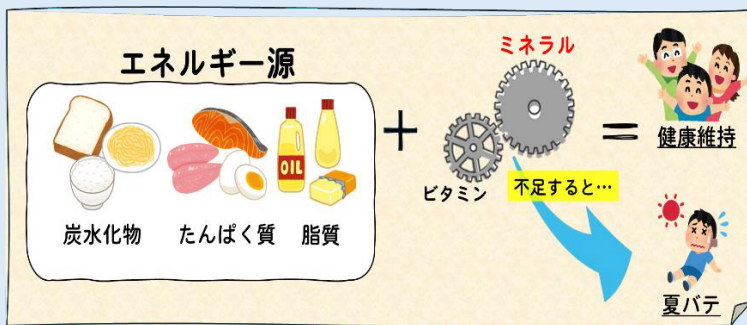 エネルギー源
炭水化物
たんぱく質
OIL
脂質
+
ミネラル
ビタミン
不足すると…
=
健康維持
夏バテ